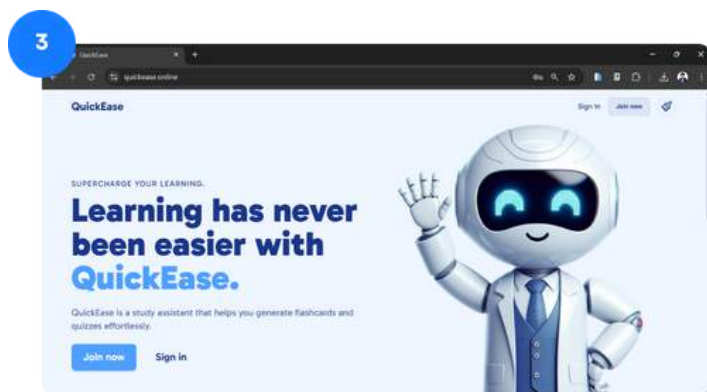 3
QuickEase
quickease.online
QuickEase
Sign in
Join now
SUPERCHARGE YOUR LEARNING.
Learning has never
been easier with
QuickEase.
QuickEase is a study assistant that helps you generate flashcards and
quizzes effortlessly.
Join now
Sign in